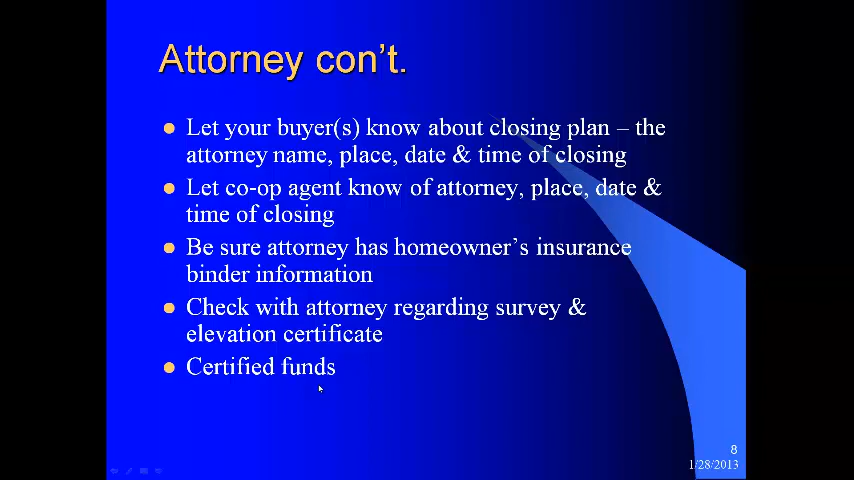 Attorney con’t.
Let your buyer(s) know about closing plan – the
attorney name, place, date & time of closing
Let co-op agent know of attorney, place, date &
time of closing
Be sure attorney has homeowner’s insurance
binder information
Check with attorney regarding survey &
elevation certificate
Certified funds
8
1/28/2013